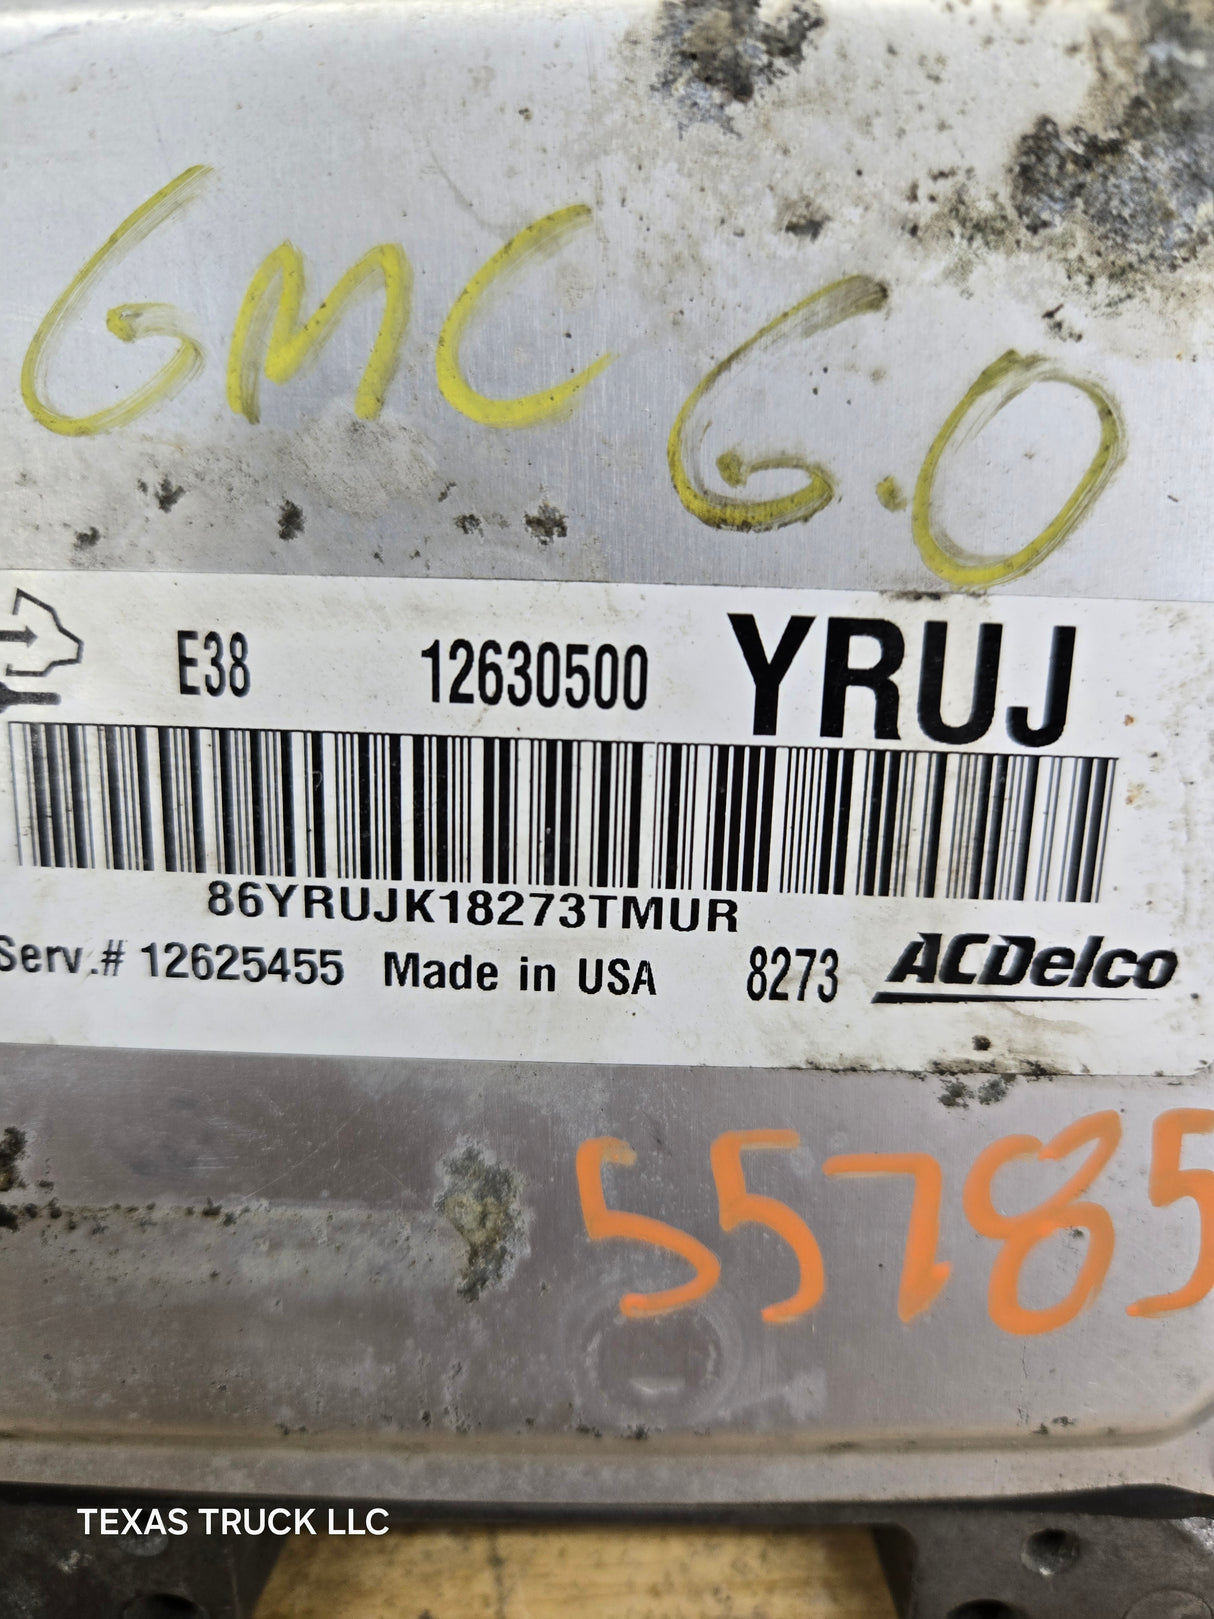 GMC 6.0
E38 12630500 YRUJ
86YRUJK18273TMUR
Serv.# 12625455 Made in USA 8273 ACDelco
55785
TEXAS TRUCK LLC